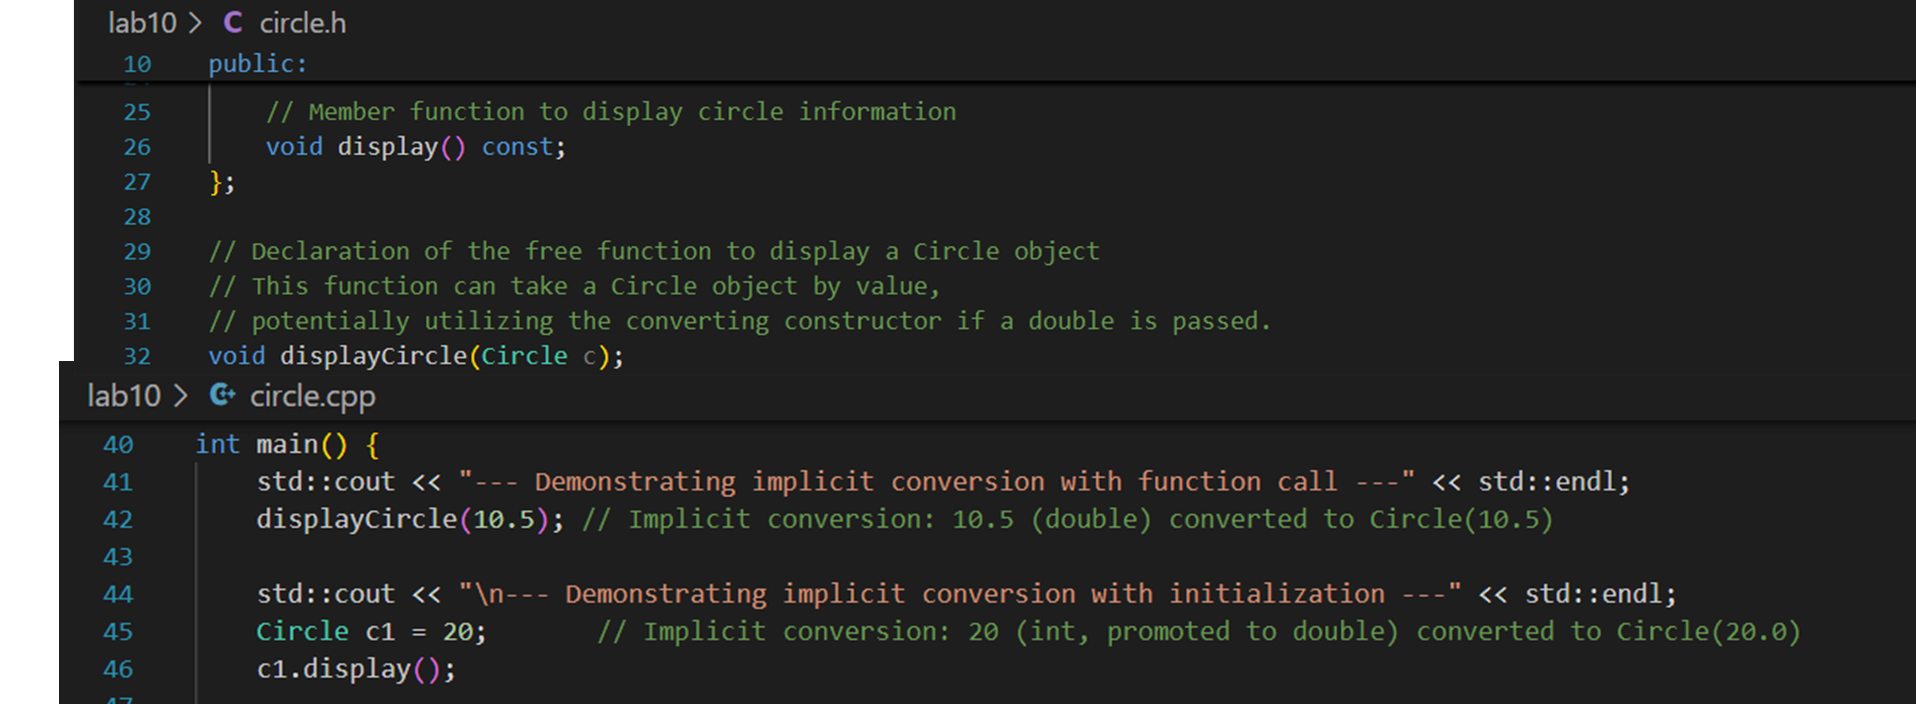 lab10 > C circle.h
10 public:
25 // Member function to display circle information
26 void display() const;
27 };
28
29 // Declaration of the free function to display a Circle object
30 // This function can take a Circle object by value,
31 // potentially utilizing the converting constructor if a double is passed.
32 void displayCircle(Circle c);
lab10 > C+ circle.cpp
40 int main() {
41 std::cout << "--- Demonstrating implicit conversion with function call ---" << std::endl;
42 displayCircle(10.5); // Implicit conversion: 10.5 (double) converted to Circle(10.5)
43
44 std::cout << "\n--- Demonstrating implicit conversion with initialization ---" << std::endl;
45 Circle c1 = 20; // Implicit conversion: 20 (int, promoted to double) converted to Circle(20.0)
46 c1.display();